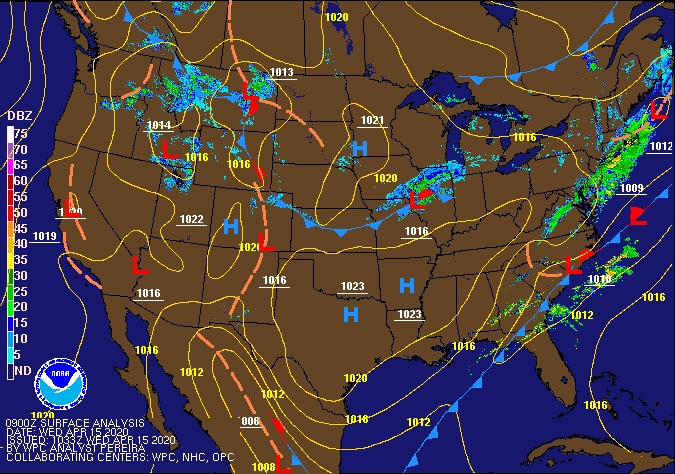 1020
1013
1014
1021
1016
1016
1016
1012
1020
1009
1022
1020
1019
1016
1020
1016
1016
1023
1016
1016
1023
1012
1016
1016
1012
1020
1012
1016
1012
1016
006
1008
1020
H
H
H
H
L
L
L
L
L
L
L
DBZ
75
70
65
60
55
50
45
40
35
30
25
20
15
10
5
ND
NOAA
0900Z SURFACE ANALYSIS
DATE: WED APR 15 2020
ISSUED: 1033Z WED APR 15 2020
BY WPC ANALYST PEREIRA
COLLABORATING CENTERS: WPC, NHC, OPC